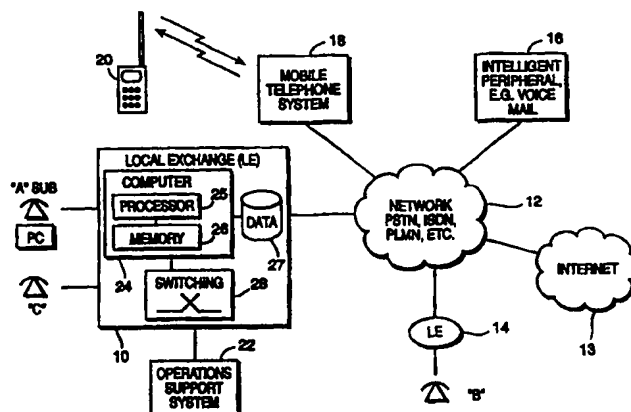 20
18
MOBILE
TELEPHONE
SYSTEM
16
INTELLIGENT
PERIPHERAL,
E.G. VOICE
MAIL
LOCAL EXCHANGE (LE)
COMPUTER
PROCESSOR
25
MEMORY
26
24
DATA
27
SWITCHING
28
10
"A" SUB
PC
"C"
22
OPERATIONS
SUPPORT
SYSTEM
NETWORK
PSTN, ISDN,
PLMN, ETC.
12
INTERNET
13
LE
14
"B"